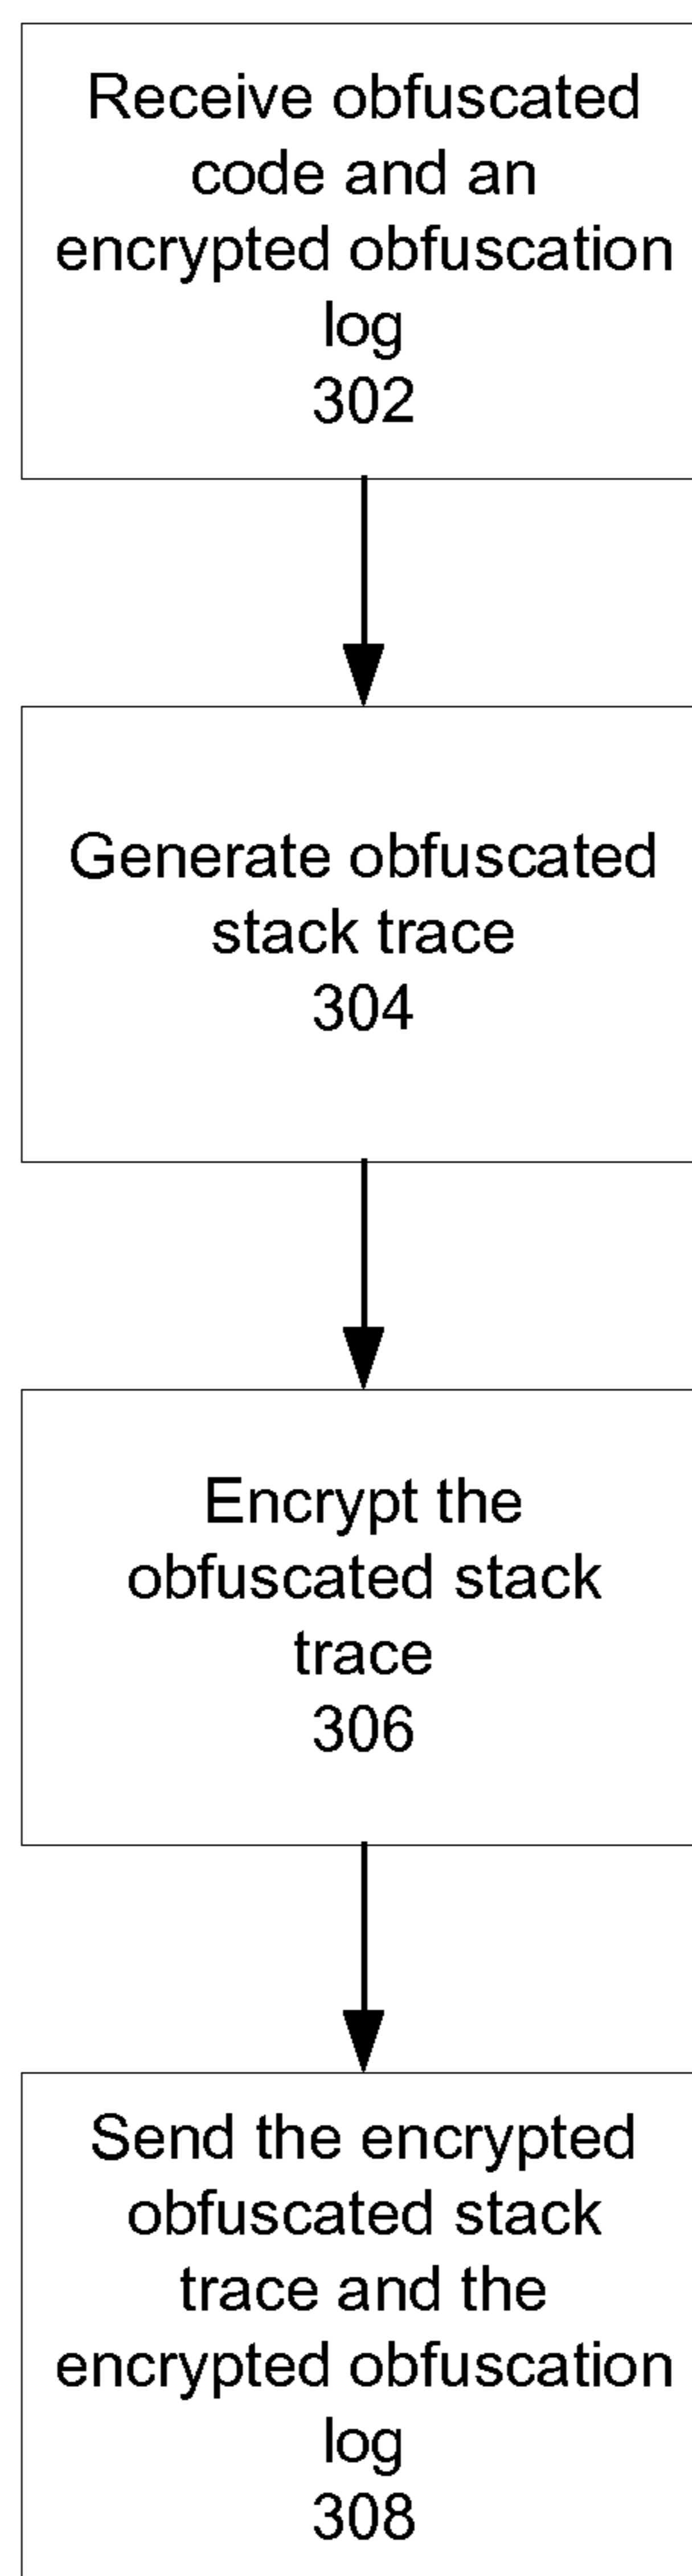 Receive obfuscated
code and an
encrypted obfuscation
log
302
Generate obfuscated
stack trace
304
Encrypt the
obfuscated stack
trace
306
Send the encrypted
obfuscated stack
trace and the
encrypted obfuscation
log
308